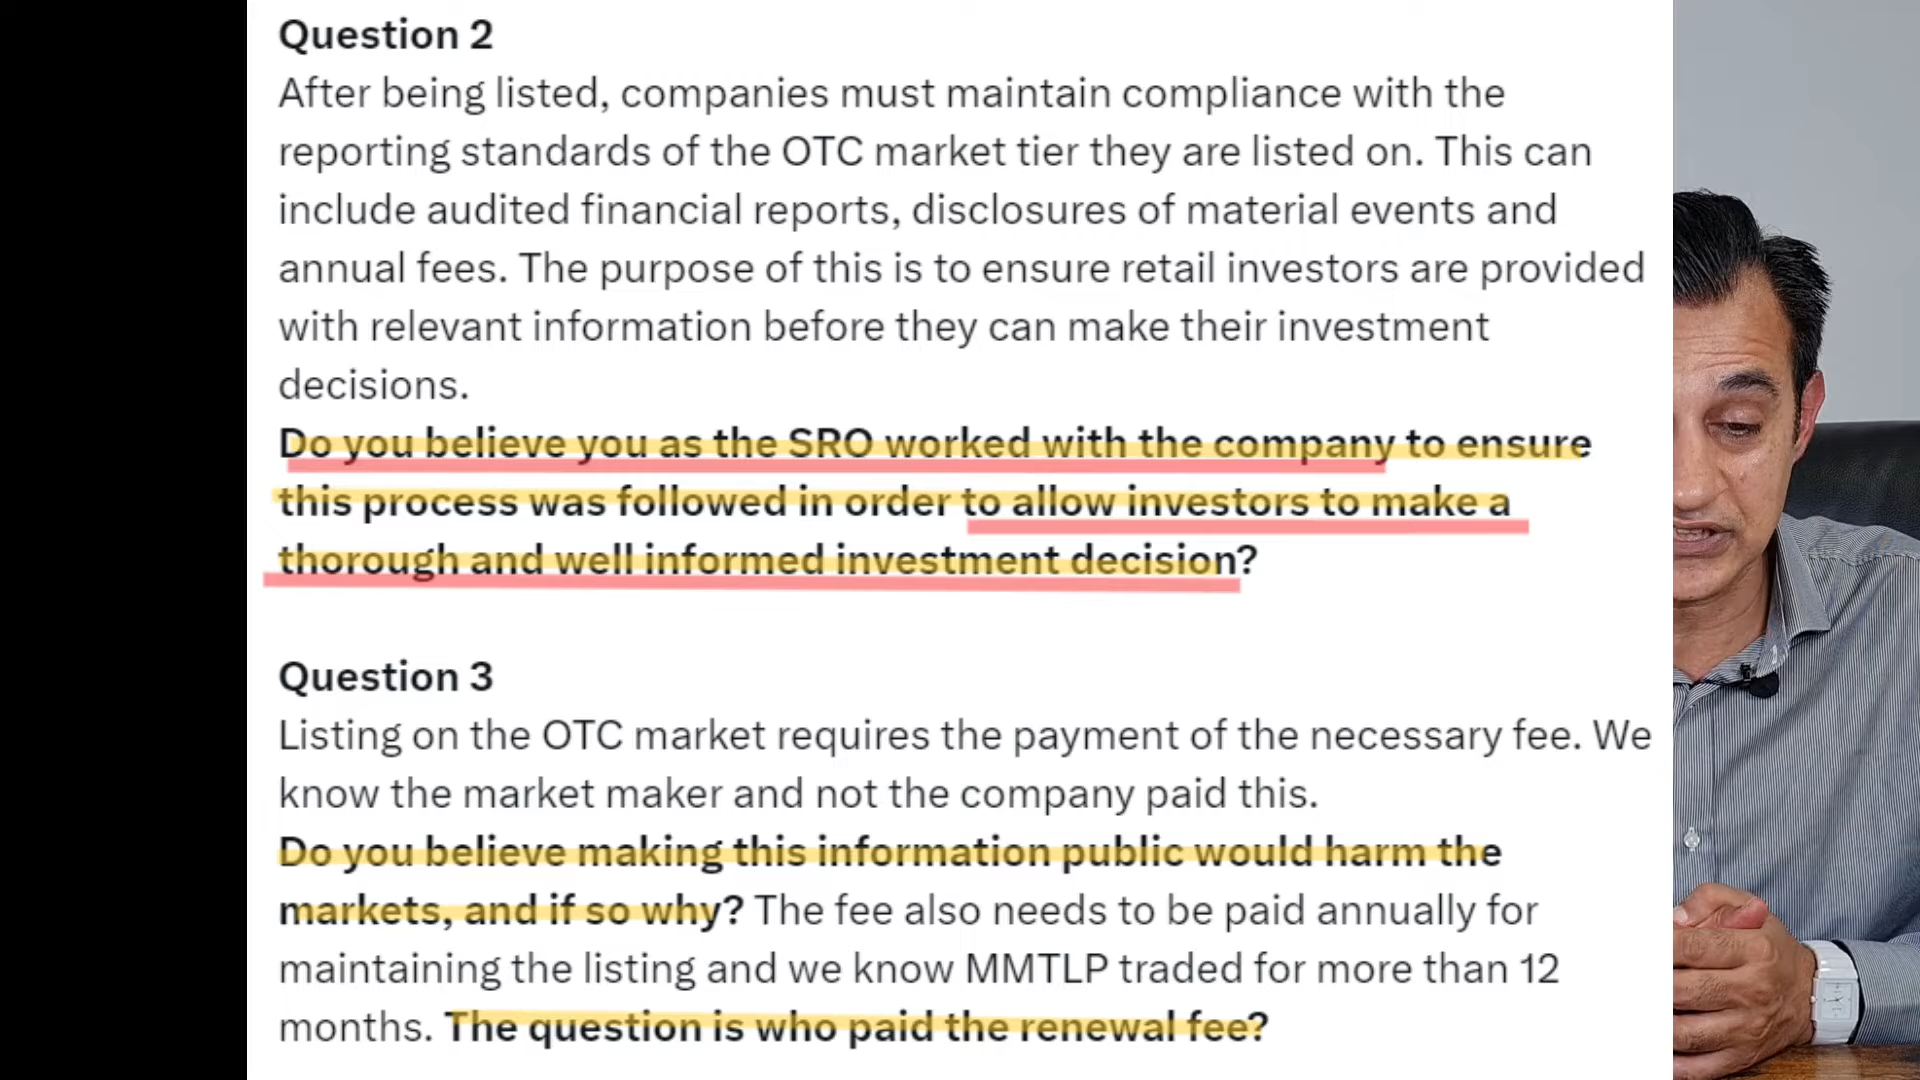 Question 2
After being listed, companies must maintain compliance with the
reporting standards of the OTC market tier they are listed on. This can
include audited financial reports, disclosures of material events and
annual fees. The purpose of this is to ensure retail investors are provided
with relevant information before they can make their investment
decisions.
Do you believe you as the SRO worked with the company to ensure
this process was followed in order to allow investors to make a
thorough and well informed investment decision?
Question 3
Listing on the OTC market requires the payment of the necessary fee. We
know the market maker and not the company paid this.
Do you believe making this information public would harm the
markets, and if so why? The fee also needs to be paid annually for
maintaining the listing and we know MMTLP traded for more than 12
months. The question is who paid the renewal fee?